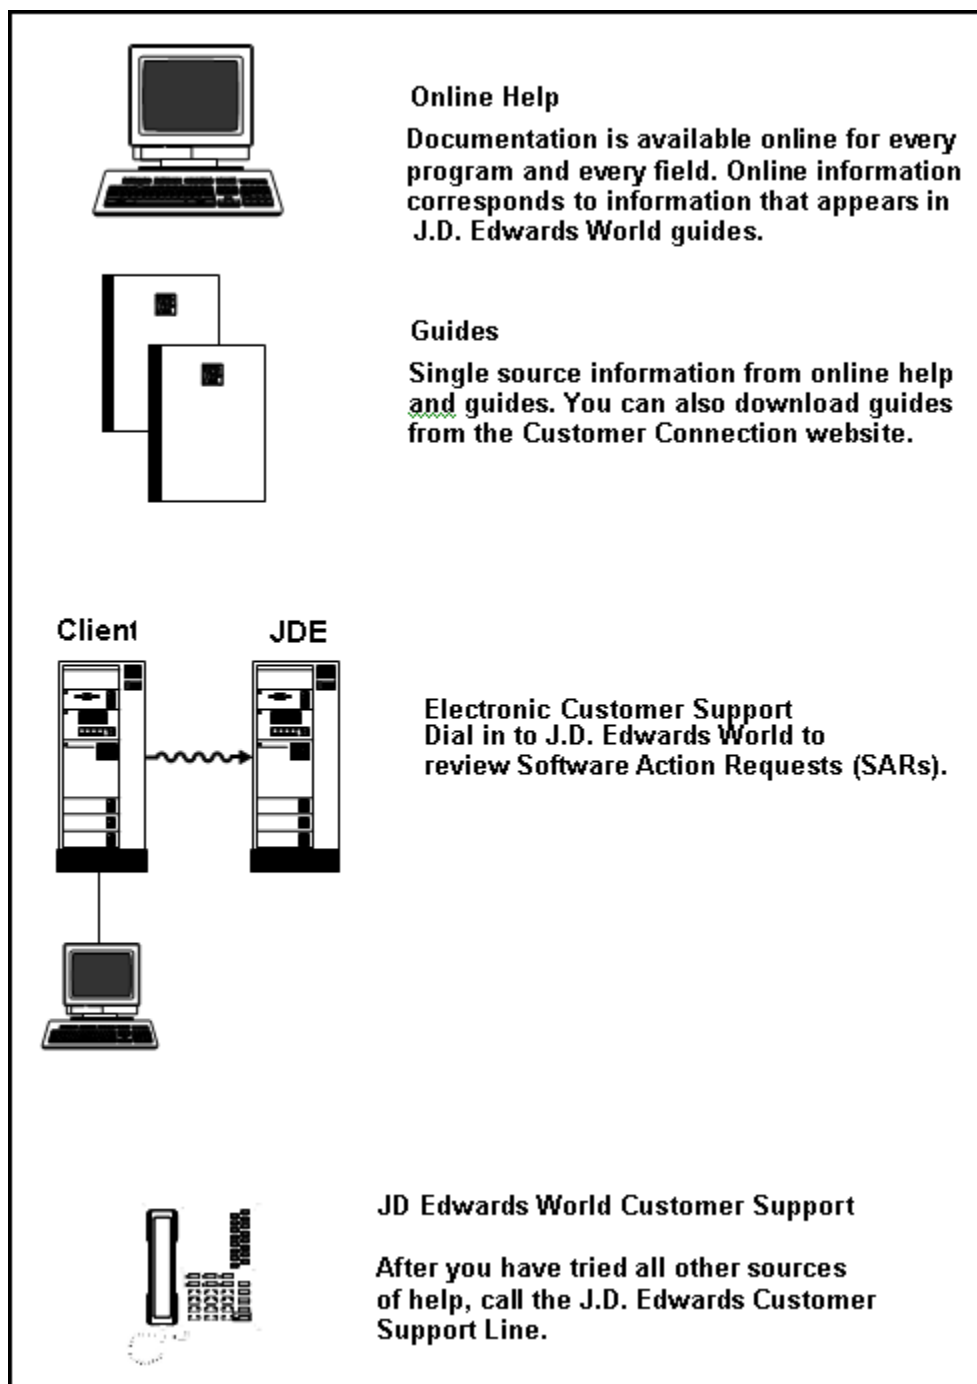 Online Help
Documentation is available online for every
program and every field. Online information
corresponds to information that appears in
J.D. Edwards World guides.
Guides
Single source information from online help
and guides. You can also download guides
from the Customer Connection website.
Client
JDE
Electronic Customer Support
Dial in to J.D. Edwards World to
review Software Action Requests (SARs).
JD Edwards World Customer Support
After you have tried all other sources
of help, call the J.D. Edwards Customer
Support Line.